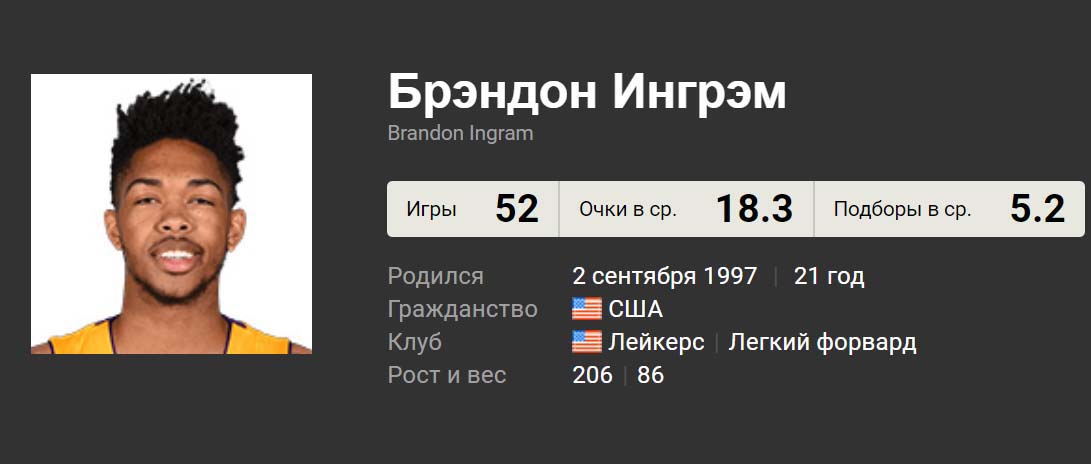 Брэндон Ингрэм
Brandon Ingram
Игры 52 Очки в ср. 18.3 Подборы в ср. 5.2
Родился 2 сентября 1997 | 21 год
Гражданство США
Клуб Лейкерс | Легкий форвард
Рост и вес 206 | 86